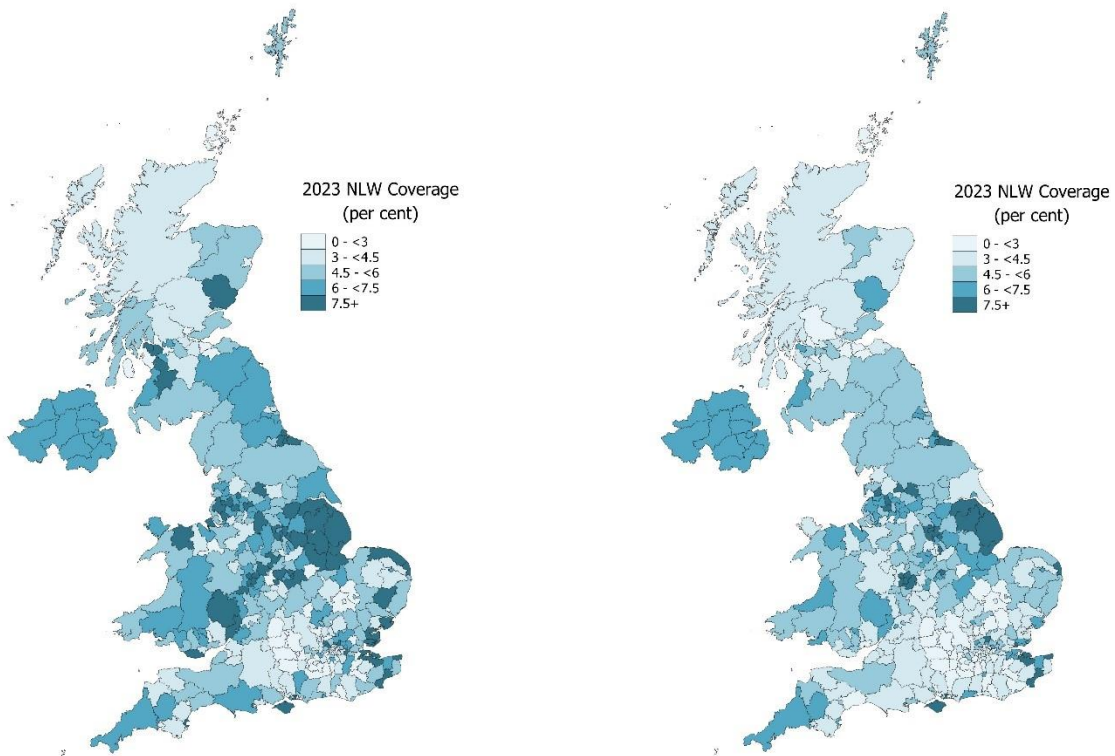 2023 NLW Coverage
(per cent)
0 - <3
3 - <4.5
4.5 - <6
6 - <7.5
7.5+
2023 NLW Coverage
(per cent)
0 - <3
3 - <4.5
4.5 - <6
6 - <7.5
7.5+